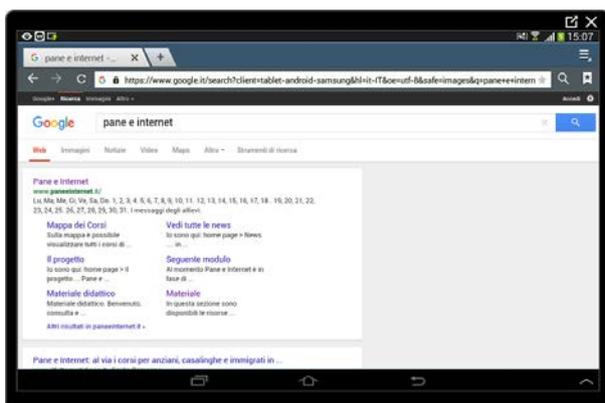 15:07
pane e internet -...
https://www.google.it/search?client=tablet-android-samsung&hl=it-IT&oe=utf-8&safe=images&q=pane+e+intern
Google+ Ricerca Immagini Altro
Accedi
Google
pane e internet
Web Immagini Notizie Video Maps Altro Strumenti di ricerca
Pane e Internet
www.paneeinternet.it/
Lu, Ma, Me, Gi, Ve, Sa, Do. 1, 2, 3, 4, 5, 6, 7, 8, 9, 10, 11. 12, 13, 14, 15, 16, 17, 18. 19, 20, 21, 22,
23, 24, 25. 26, 27, 28, 29, 30, 31. I messaggi degli allievi.
Mappa dei Corsi
Sulla mappa è possibile
visualizzare tutti i corsi di ...
Vedi tutte le news
Io sono qui: home page > News
... in ...
Il progetto
Io sono qui: home page > Il
progetto ... Pane e ...
Seguente modulo
Al momento Pane e Internet è in
fase di ...
Materiale didattico
Materiale didattico. Benvenuto,
consulta e ...
Materiale
In questa sezione sono
disponibili le risorse ...
Altri risultati in paneeinternet.it »
Pane e Internet: al via i corsi per anziani, casalinghe e immigrati in ...